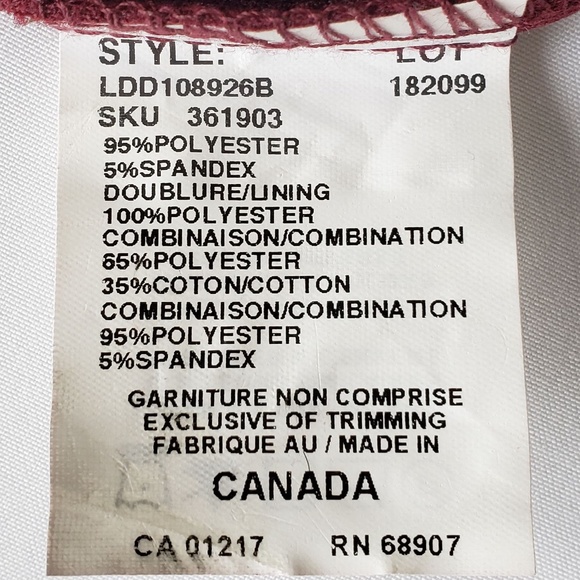 STYLE: LOT
LDD108926B 182099
SKU 361903
95%POLYESTER
5%SPANDEX
DOUBLURE/LINING
100%POLYESTER
COMBINAISON/COMBINATION
65%POLYESTER
35%COTON/COTTON
COMBINAISON/COMBINATION
95%POLYESTER
5%SPANDEX
GARNITURE NON COMPRISE
EXCLUSIVE OF TRIMMING
FABRIQUE AU / MADE IN
CANADA
CA 01217 RN 68907